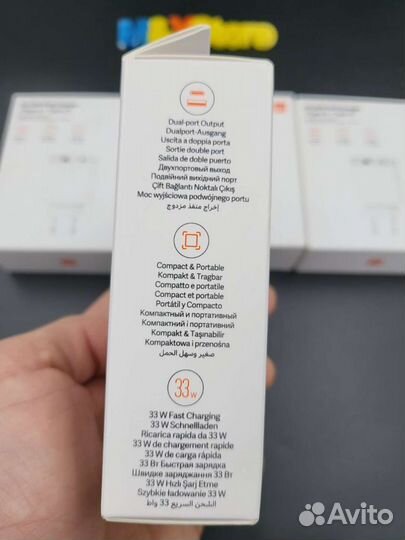 Dual-port Output
Dualport-Ausgang
Uscita a doppia porta
Sortie double port
Salida de doble puerto
Двухпортовый выход
Подвійний вихідний порт
Çift Bağlantı Noktalı Çıkış
Moc wyjściowa podwójnego portu
إخراج منفذ مزدوج
Compact & Portable
Kompakt & Tragbar
Compatto e portatile
Compact et portable
Portátil y Compacto
Компактный и портативный
Компактний і портативний
Kompakt & Taşınabilir
Kompaktowa i przenośna
صغير وسهل الحمل
33 W
33 W Fast Charging
33 W Schnellladen
Ricarica rapida da 33 W
33 W de chargement rapide
33 W de carga rápida
33 Вт Быстрая зарядка
Швидке заряджання 33 Вт
33 W Hızlı Şarj Etme
Szybkie ładowanie 33 W
الشحن السريع 33 واط
Avito